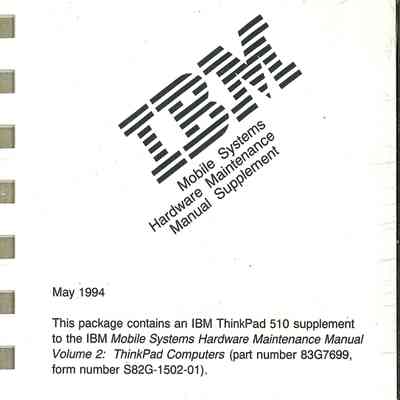 IBM
Mobile Systems
Hardware Maintenance
Manual Supplement
May 1994
This package contains an IBM ThinkPad 510 supplement
to the IBM Mobile Systems Hardware Maintenance Manual
Volume 2: ThinkPad Computers (part number 83G7699,
form number S82G-1502-01).